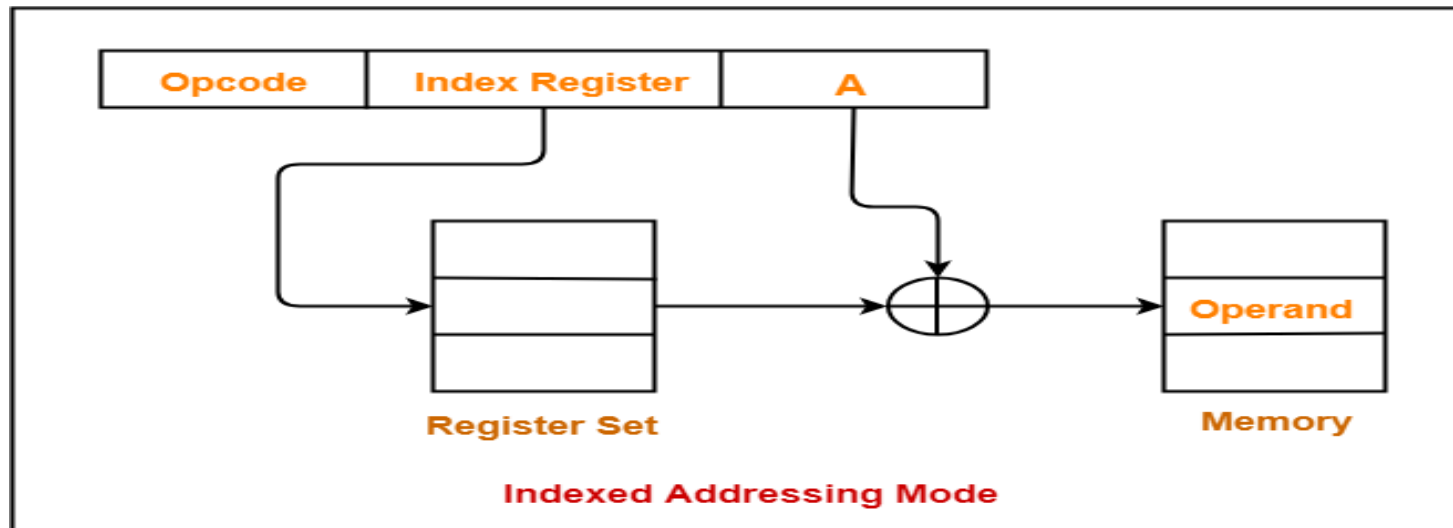 Opcode Index Register A
Operand
Register Set Memory
Indexed Addressing Mode